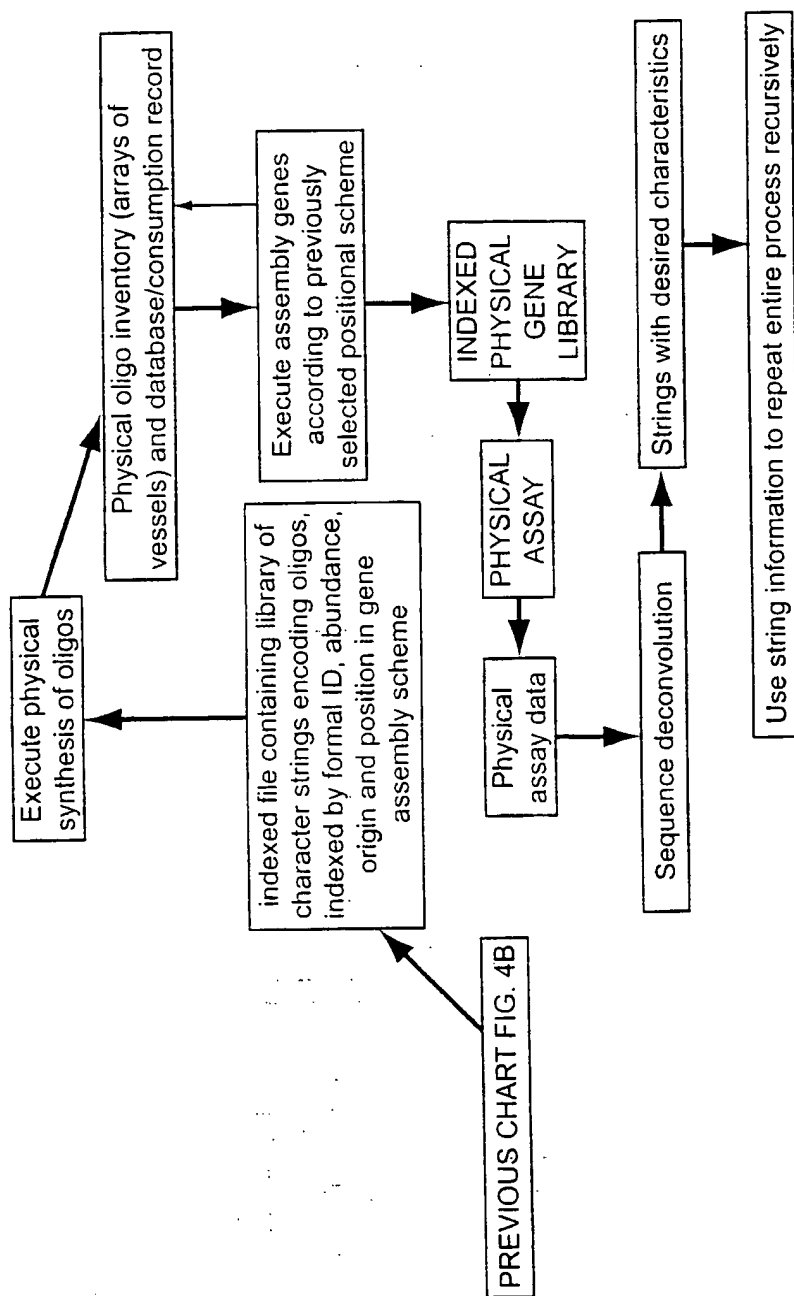 PREVIOUS CHART FIG. 4B
indexed file containing library of
character strings encoding oligos,
indexed by formal ID, abundance,
origin and position in gene
assembly scheme
Execute physical
synthesis of oligos
Physical oligo inventory (arrays of
vessels) and database/consumption record
Execute assembly genes
according to previously
selected positional scheme
INDEXED
PHYSICAL
GENE
LIBRARY
PHYSICAL
ASSAY
Physical
assay data
Sequence deconvolution
Strings with desired characteristics
Use string information to repeat entire process recursively